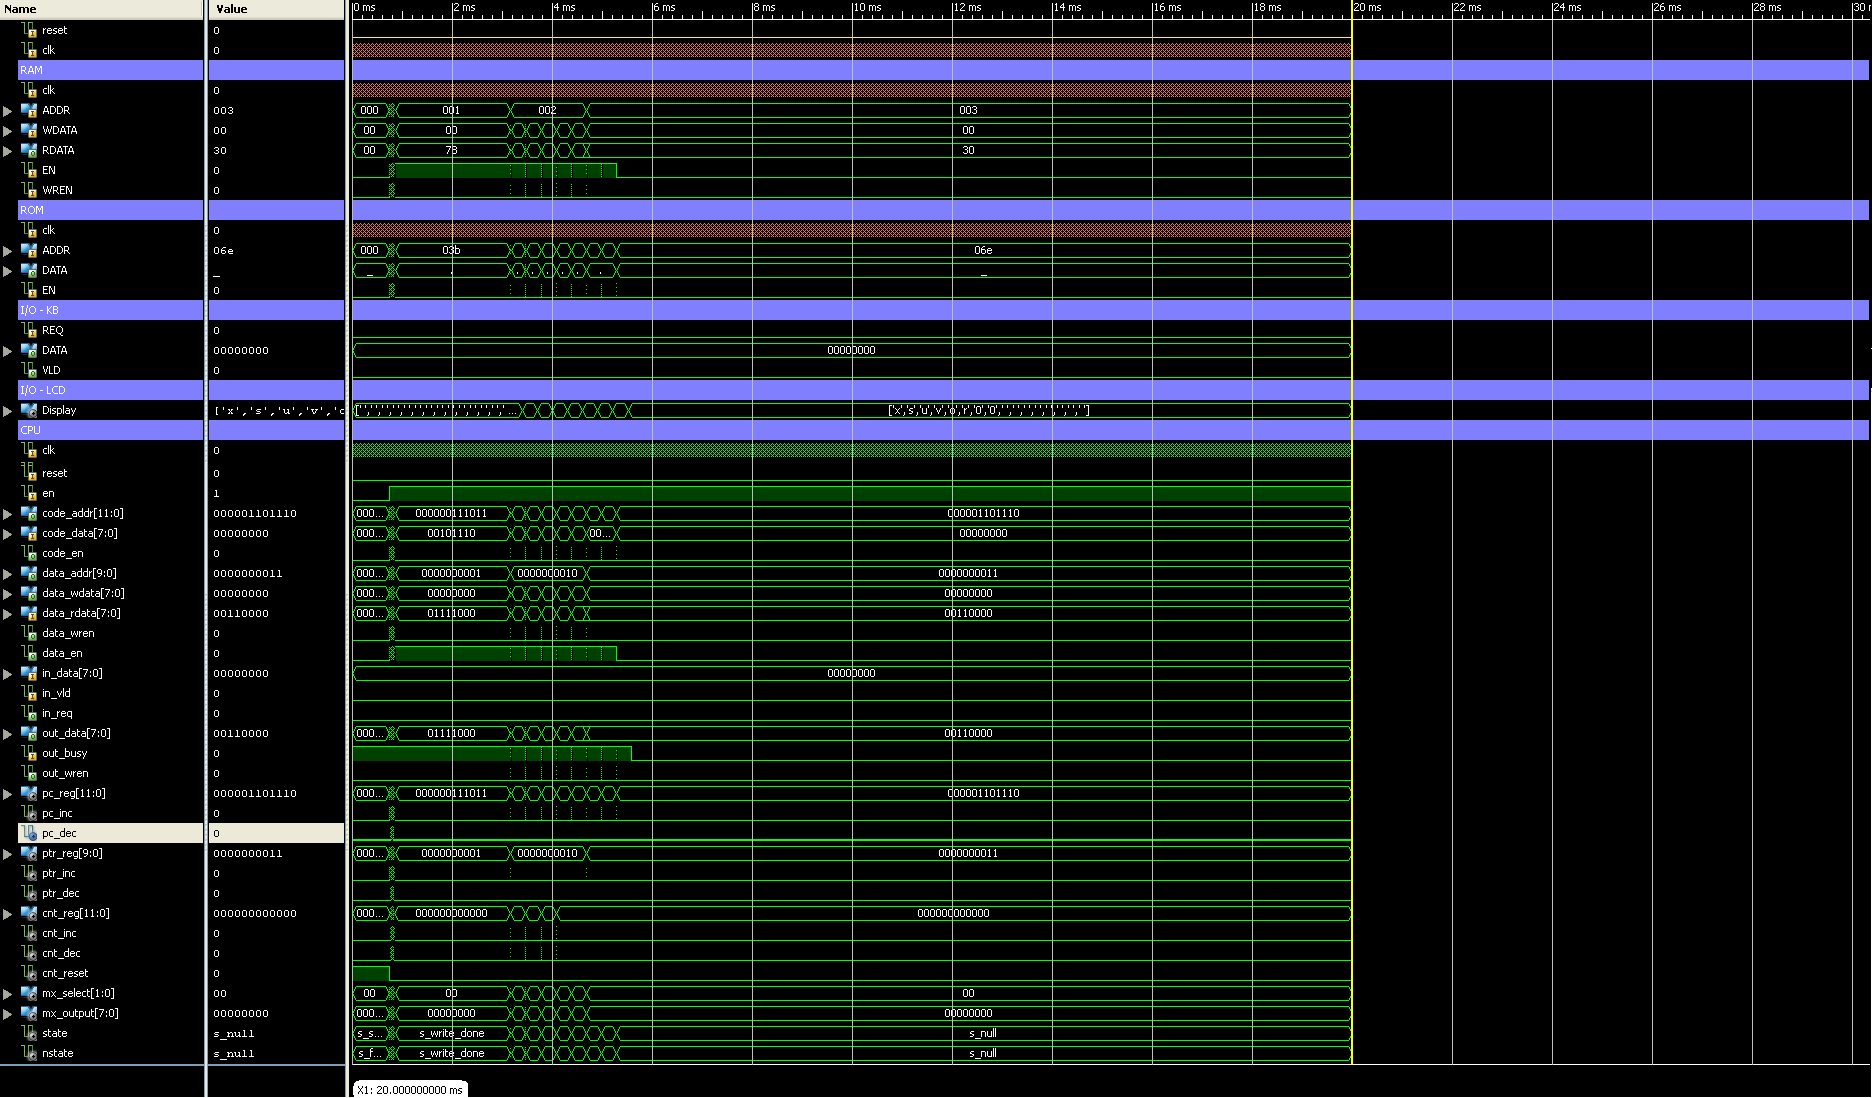 Name Value 0 ms 2 ms 4 ms 6 ms 8 ms 10 ms 12 ms 14 ms 16 ms 18 ms 20 ms 22 ms 24 ms 26 ms 28 ms 30
reset 0
clk 0
RAM
clk 0
ADDR 003 000 001 002 003
WDATA 00 00 00 00
RDATA 30 00 78 30
EN 0
WREN 0
ROM
clk 0
ADDR 06e 000 03b 06e
DATA _ _ . . . . . . . _
EN 0
I/O - KB
REQ 0
DATA 00000000 00000000
VLD 0
I/O - LCD
Display ['x','s','u','v','o [',',',',',',',',',',',',',',',... ['x','s','u','v','o','r','0','0',',',',',',',',']
CPU
clk 0
reset 0
en 1
code_addr[11:0] 000001101110 000... 000000111011 000001101110
code_data[7:0] 00000000 000... 00101110 00... 00000000
code_en 0
data_addr[9:0] 0000000011 000... 0000000001 0000000010 0000000011
data_wdata[7:0] 00000000 000... 00000000 00000000
data_rdata[7:0] 00110000 000... 01111000 00110000
data_wren 0
data_en 0
in_data[7:0] 00000000 00000000
in_vld 0
in_req 0
out_data[7:0] 00110000 000... 01111000 00110000
out_busy 0
out_wren 0
pc_reg[11:0] 000001101110 000... 000000111011 000001101110
pc_inc 0
pc_dec 0
ptr_reg[9:0] 0000000011 000... 0000000001 0000000010 0000000011
ptr_inc 0
ptr_dec 0
cnt_reg[11:0] 000000000000 000... 000000000000 000000000000
cnt_inc 0
cnt_dec 0
cnt_reset 0
mx_select[1:0] 00 00 00 00
mx_output[7:0] 00000000 000... 00000000 00000000
state s_null s_s... s_write_done s_null
nstate s_null s_f... s_write_done s_null
X1: 20.000000000 ms